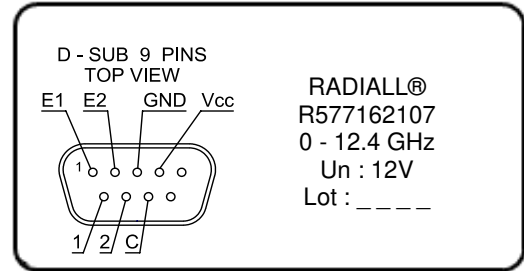 D - SUB 9 PINS
TOP VIEW
E1 E2 GND Vcc
1
1 2 C
RADIALL®
R577162107
0 - 12.4 GHz
Un : 12V
Lot : _ _ _ _